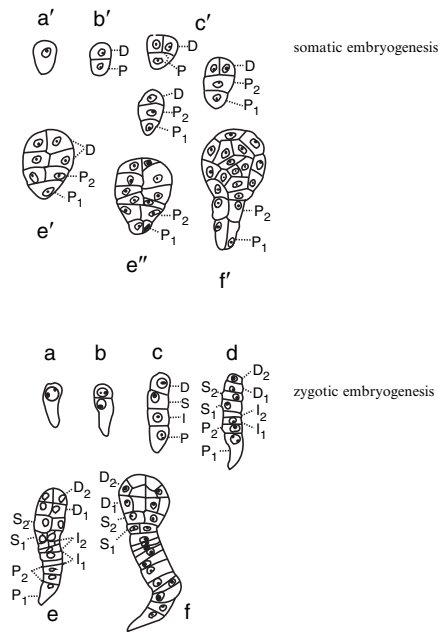 a′ b′ c′
somatic embryogenesis
D
P
D
P
D
P2
P1
D
P2
P1
D
P2
P1
e′
P2
P1
e″
P2
P1
f′
a b c d
zygotic embryogenesis
D
S
I
P
D2
S2 D1
S1 I2
P2 I1
P1
D2
D1
S2
S1 I2
I1
P2
P1
e
D2
D1
S2
S1
f